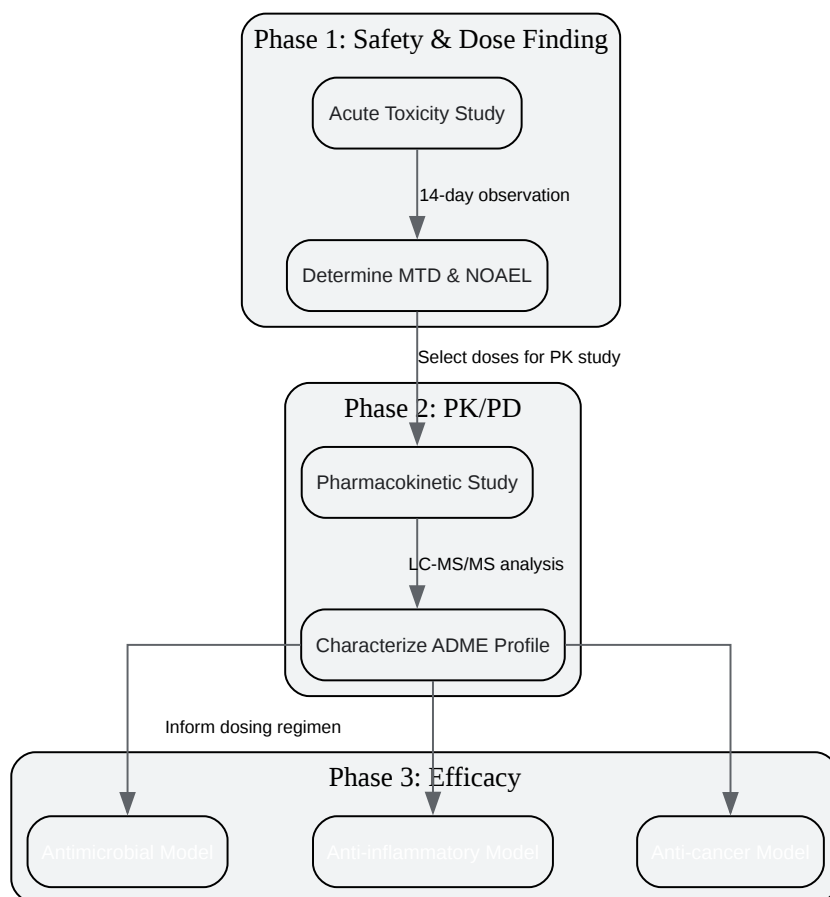 Phase 1: Safety & Dose Finding
Acute Toxicity Study
14-day observation
Determine MTD & NOAEL
Select doses for PK study
Phase 2: PK/PD
Pharmacokinetic Study
LC-MS/MS analysis
Characterize ADME Profile
Inform dosing regimen
Phase 3: Efficacy
Antimicrobial Model
Anti-inflammatory Model
Anti-cancer Model